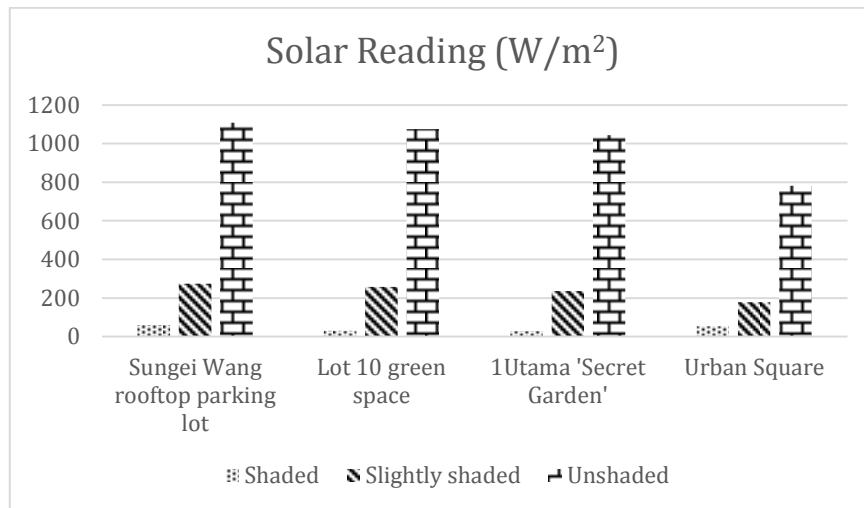 Solar Reading (W/m²)
1200
1000
800
600
400
200
0
Sungei Wang
rooftop parking
lot
Lot 10 green
space
1Utama 'Secret
Garden'
Urban Square
Shaded
Slightly shaded
Unshaded